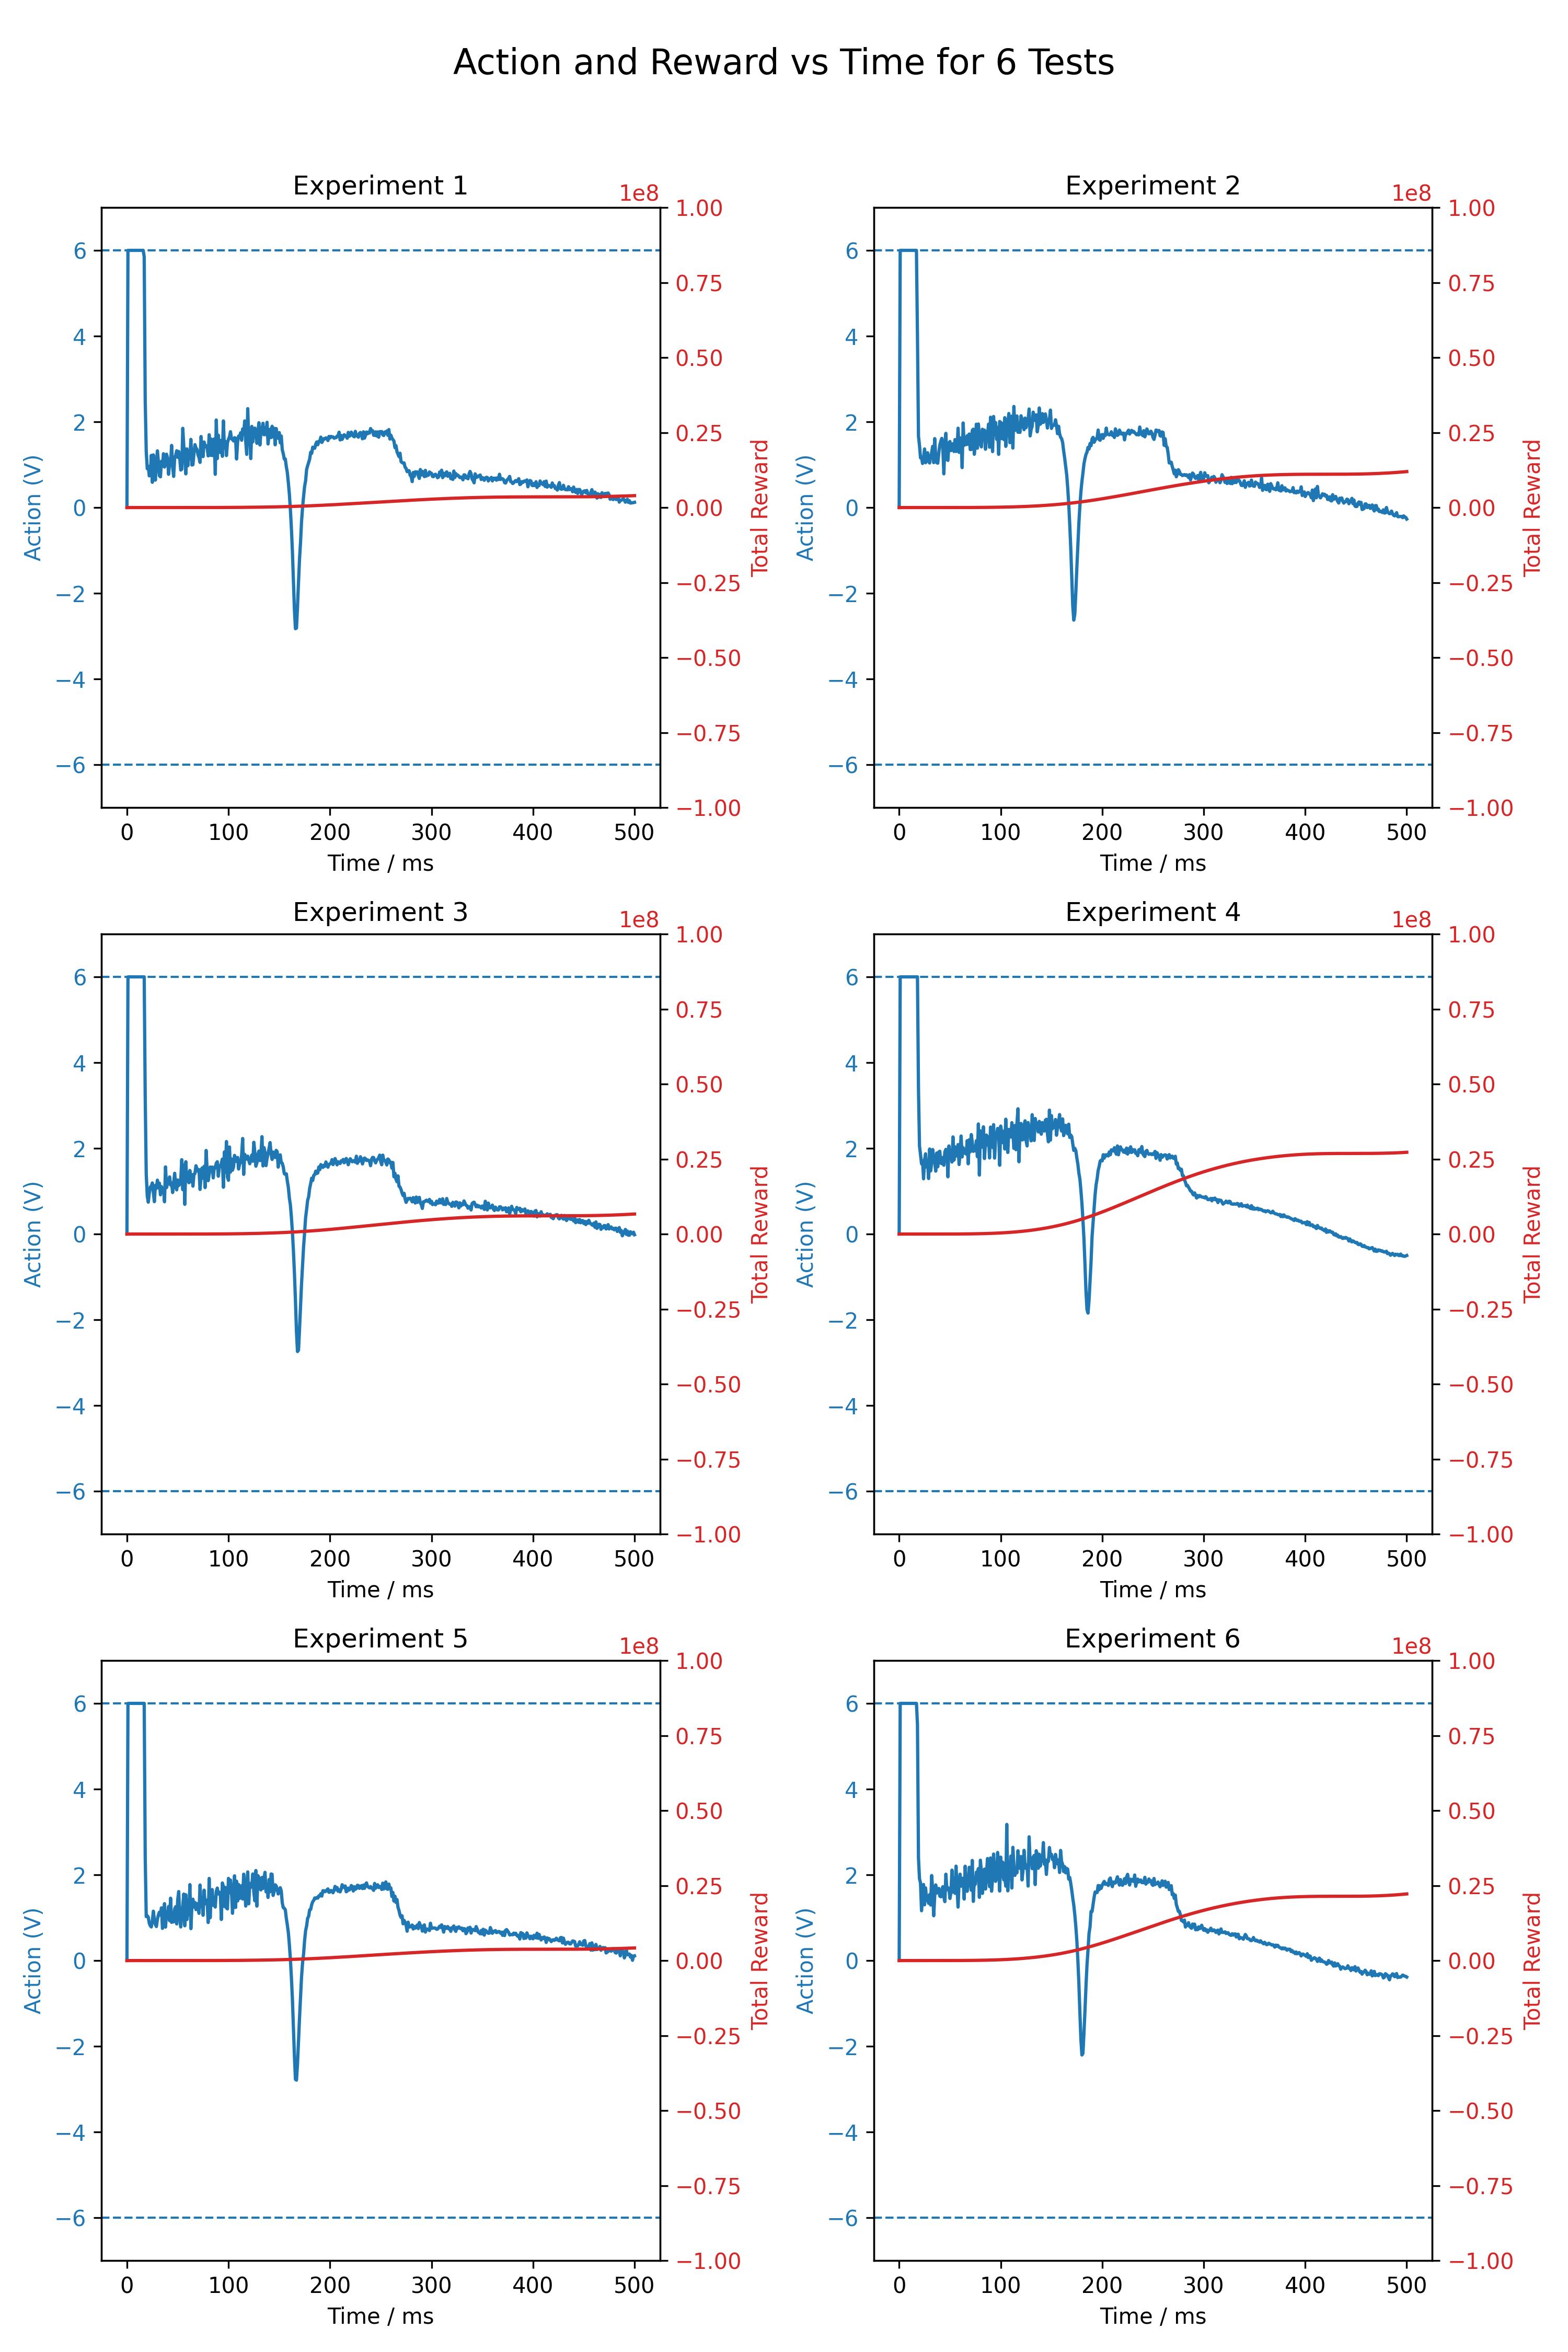 Action and Reward vs Time for 6 Tests
Experiment 1
1e8
6
4
2
0
−2
−4
−6
Action (V)
1.00
0.75
0.50
0.25
0.00
−0.25
−0.50
−0.75
−1.00
Total Reward
0 100 200 300 400 500
Time / ms
Experiment 2
1e8
6
4
2
0
−2
−4
−6
Action (V)
1.00
0.75
0.50
0.25
0.00
−0.25
−0.50
−0.75
−1.00
Total Reward
0 100 200 300 400 500
Time / ms
Experiment 3
1e8
6
4
2
0
−2
−4
−6
Action (V)
1.00
0.75
0.50
0.25
0.00
−0.25
−0.50
−0.75
−1.00
Total Reward
0 100 200 300 400 500
Time / ms
Experiment 4
1e8
6
4
2
0
−2
−4
−6
Action (V)
1.00
0.75
0.50
0.25
0.00
−0.25
−0.50
−0.75
−1.00
Total Reward
0 100 200 300 400 500
Time / ms
Experiment 5
1e8
6
4
2
0
−2
−4
−6
Action (V)
1.00
0.75
0.50
0.25
0.00
−0.25
−0.50
−0.75
−1.00
Total Reward
0 100 200 300 400 500
Time / ms
Experiment 6
1e8
6
4
2
0
−2
−4
−6
Action (V)
1.00
0.75
0.50
0.25
0.00
−0.25
−0.50
−0.75
−1.00
Total Reward
0 100 200 300 400 500
Time / ms